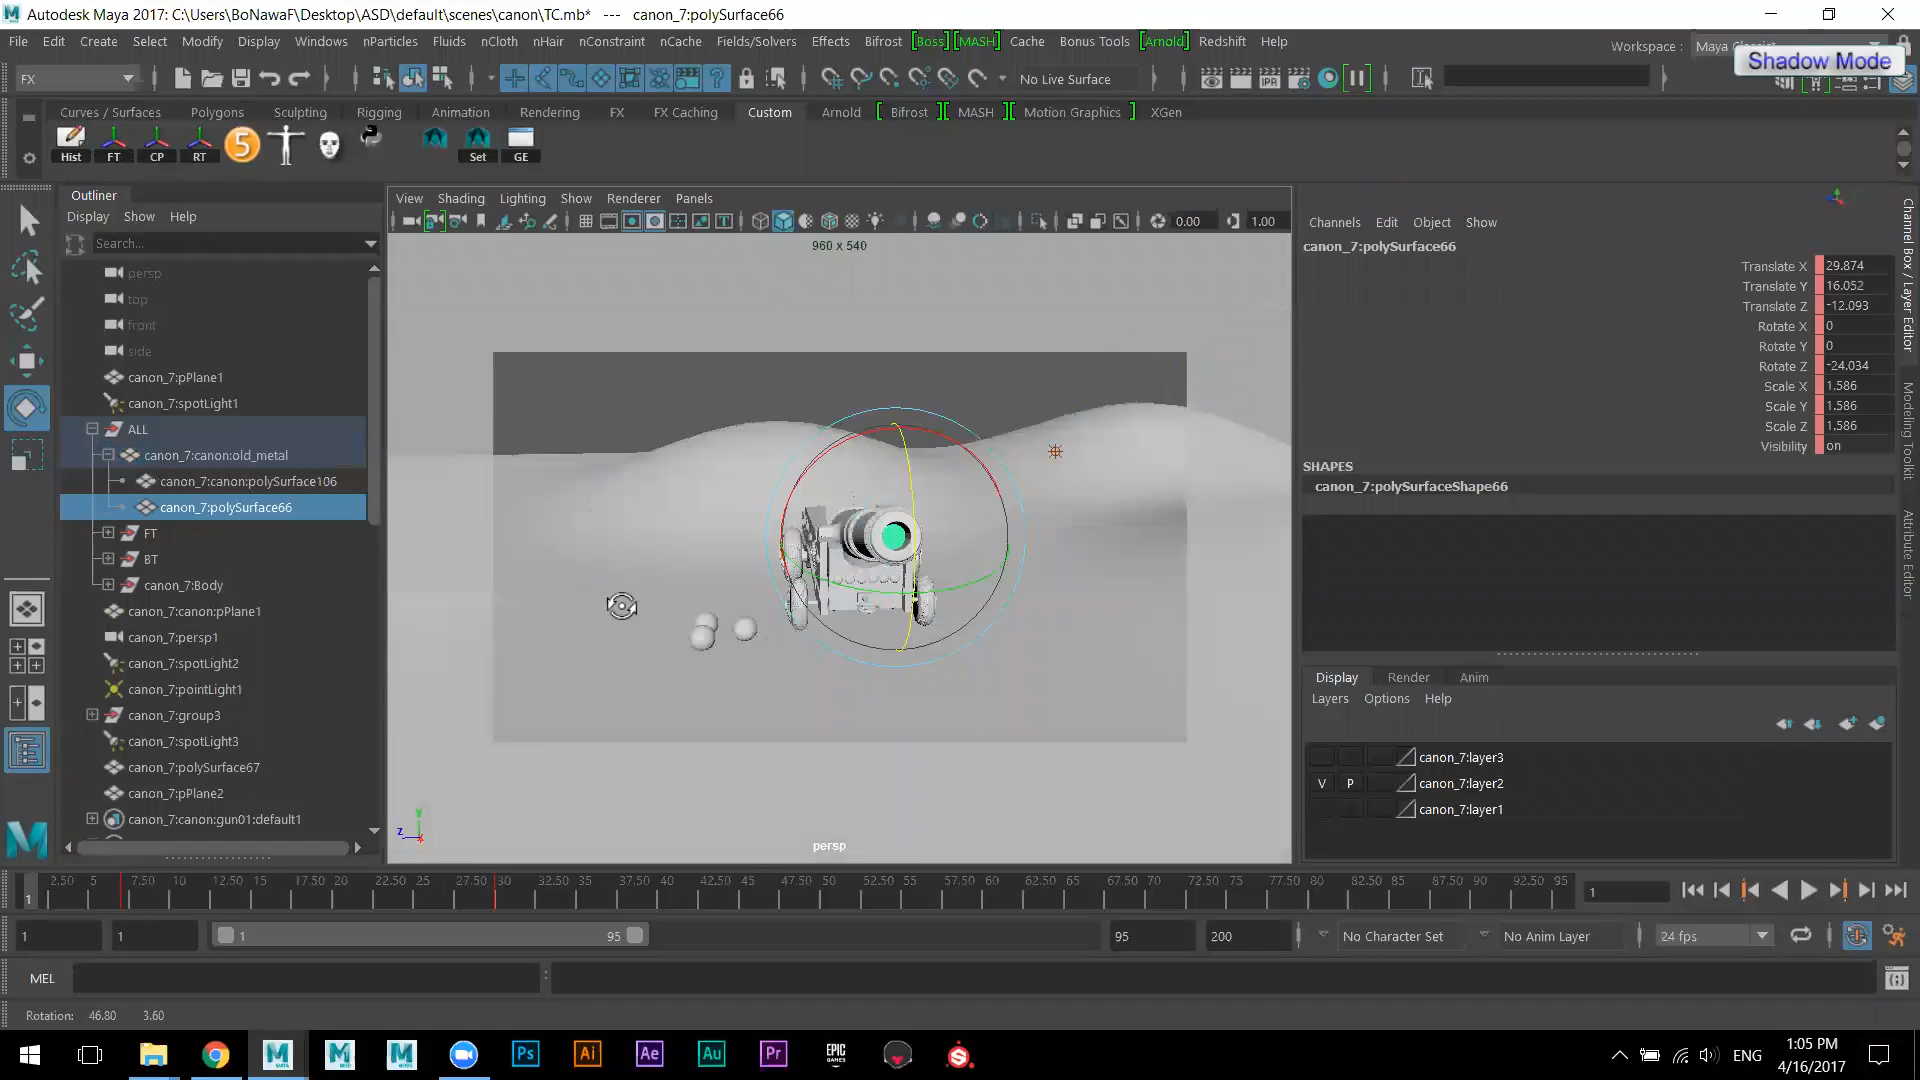 Autodesk Maya 2017: C:\Users\BoNawaF\Desktop\ASD\default\scenes\canon\TC.mb*   ---   canon_7:polySurface66
File Edit Create Select Modify Display Windows nParticles Fluids nCloth nHair nConstraint nCache Fields/Solvers Effects Bifrost [Boss] [MASH] Cache Bonus Tools [Arnold] Redshift Help
Workspace : Maya Classic
Shadow Mode
FX No Live Surface
Curves / Surfaces Polygons Sculpting Rigging Animation Rendering FX FX Caching Custom Arnold [ Bifrost ] [ MASH ] [ Motion Graphics ] XGen
5
Hist FT CP RT Set GE
Outliner
Display Show Help
Search...
persp
top
front
side
canon_7:pPlane1
canon_7:spotLight1
ALL
canon_7:canon:old_metal
canon_7:canon:polySurface106
canon_7:polySurface66
FT
BT
canon_7:Body
canon_7:canon:pPlane1
canon_7:persp1
canon_7:spotLight2
canon_7:pointLight1
canon_7:group3
canon_7:spotLight3
canon_7:polySurface67
canon_7:pPlane2
canon_7:canon:gun01:default1
View Shading Lighting Show Renderer Panels
0.00 1.00
960 x 540
persp
Y
Z
X
Channels Edit Object Show
canon_7:polySurface66
Translate X 29.874
Translate Y 16.052
Translate Z -12.093
Rotate X 0
Rotate Y 0
Rotate Z -24.034
Scale X 1.586
Scale Y 1.586
Scale Z 1.586
Visibility on
SHAPES
canon_7:polySurfaceShape66
Channel Box / Layer Editor
Modeling Toolkit
Attribute Editor
Display Render Anim
Layers Options Help
canon_7:layer3
V P canon_7:layer2
canon_7:layer1
2.50 5 7.50 10 12.50 15 17.50 20 22.50 25 27.50 30 32.50 35 37.50 40 42.50 45 47.50 50 52.50 55 57.50 60 62.50 65 67.50 70 72.50 75 77.50 80 82.50 85 87.50 90 92.50 95
1 1
1 1 1 95 95 200 No Character Set No Anim Layer 24 fps
MEL :
Rotation: 46.80 3.60
Ps Ai Ae Au Pr EPIC GAMES S
ENG
1:05 PM
4/16/2017